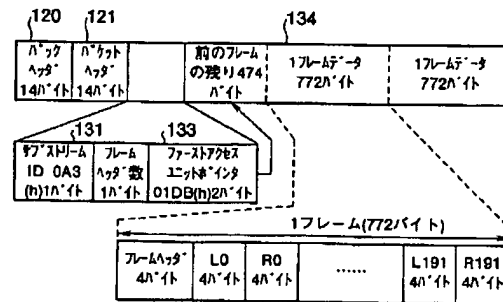 120
121
134
パック
ヘッダ
14バイト
パケット
ヘッダ
14バイト
前のフレーム
の残り474
バイト
1フレームデータ
772バイト
1フレームデータ
772バイト
131
133
サブストリーム
ID 0A3
(h)1バイト
フレーム
ヘッダ数
1バイト
ファーストアクセス
ユニットポインタ
01DB(h)2バイト
1フレーム(772バイト)
フレームヘッダ
4バイト
L0
4バイト
R0
4バイト
……
L191
4バイト
R191
4バイト